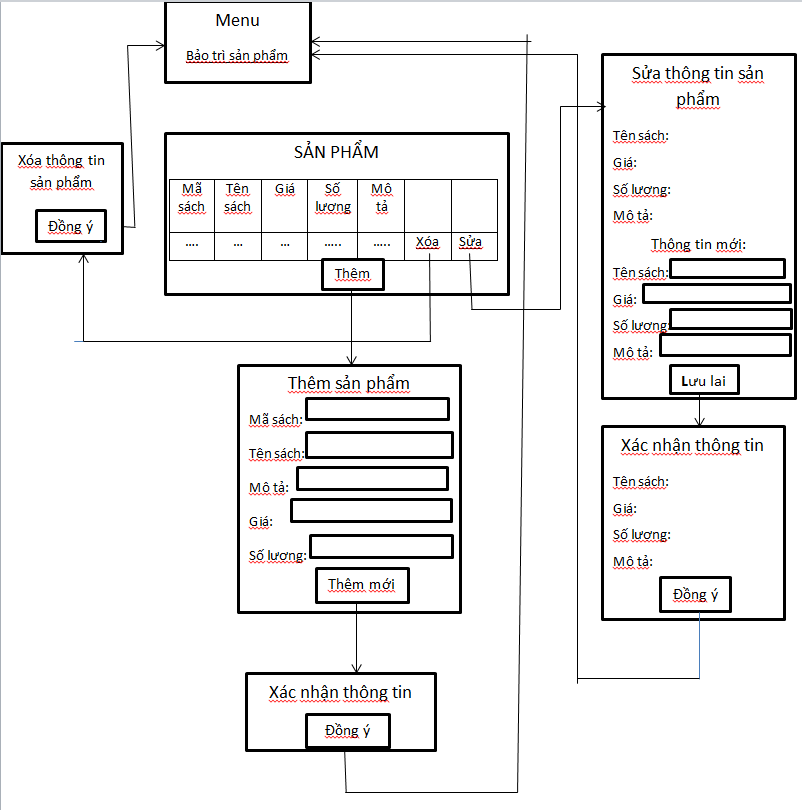 Menu
Bảo trì sản phẩm
Xóa thông tin
sản phẩm
Đồng ý
SẢN PHẨM
Mã sách Tên sách Giá Số lượng Mô tả
.... ... ... ..... ..... Xóa Sửa
Thêm
Sửa thông tin sản
phẩm
Tên sách:
Giá:
Số lượng:
Mô tả:
Thông tin mới:
Tên sách:
Giá:
Số lượng:
Mô tả:
Lưu lai
Thêm sản phẩm
Mã sách:
Tên sách:
Mô tả:
Giá:
Số lượng:
Thêm mới
Xác nhận thông tin
Tên sách:
Giá:
Số lượng:
Mô tả:
Đồng ý
Xác nhận thông tin
Đồng ý